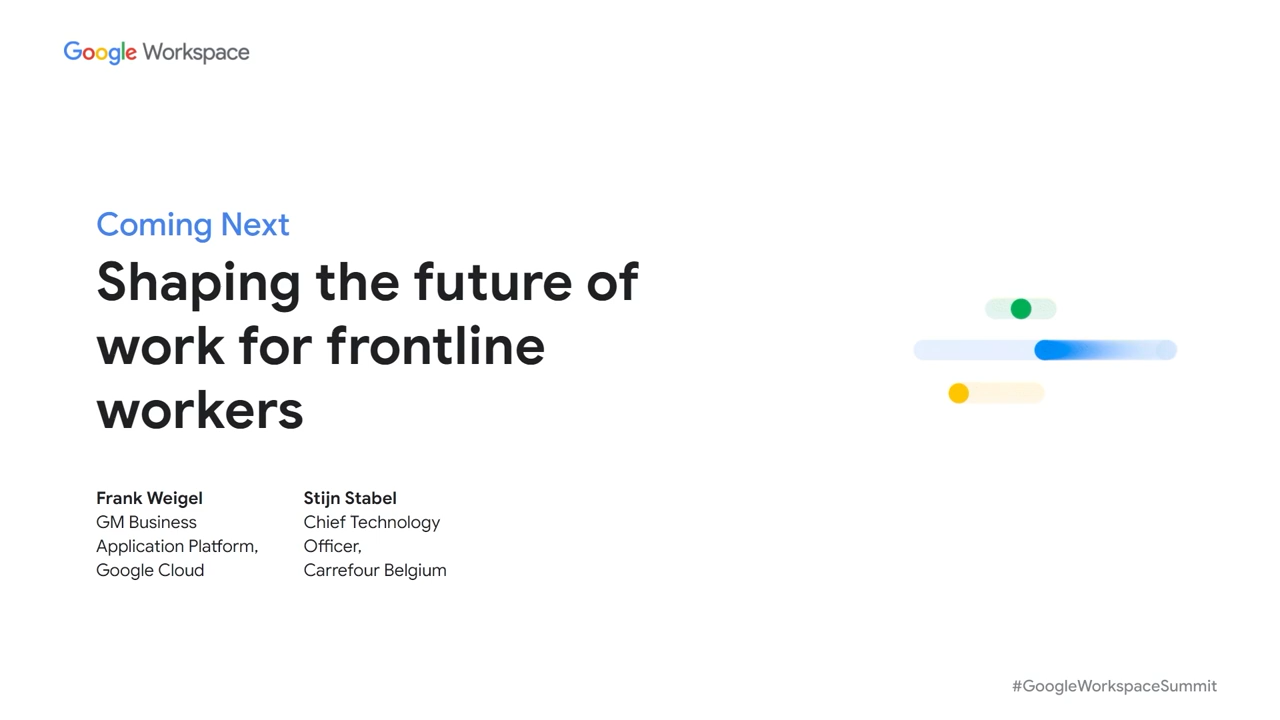 Google Workspace
Coming Next
Shaping the future of
work for frontline
workers
Frank Weigel
GM Business
Application Platform,
Google Cloud
Stijn Stabel
Chief Technology
Officer,
Carrefour Belgium
#GoogleWorkspaceSummit